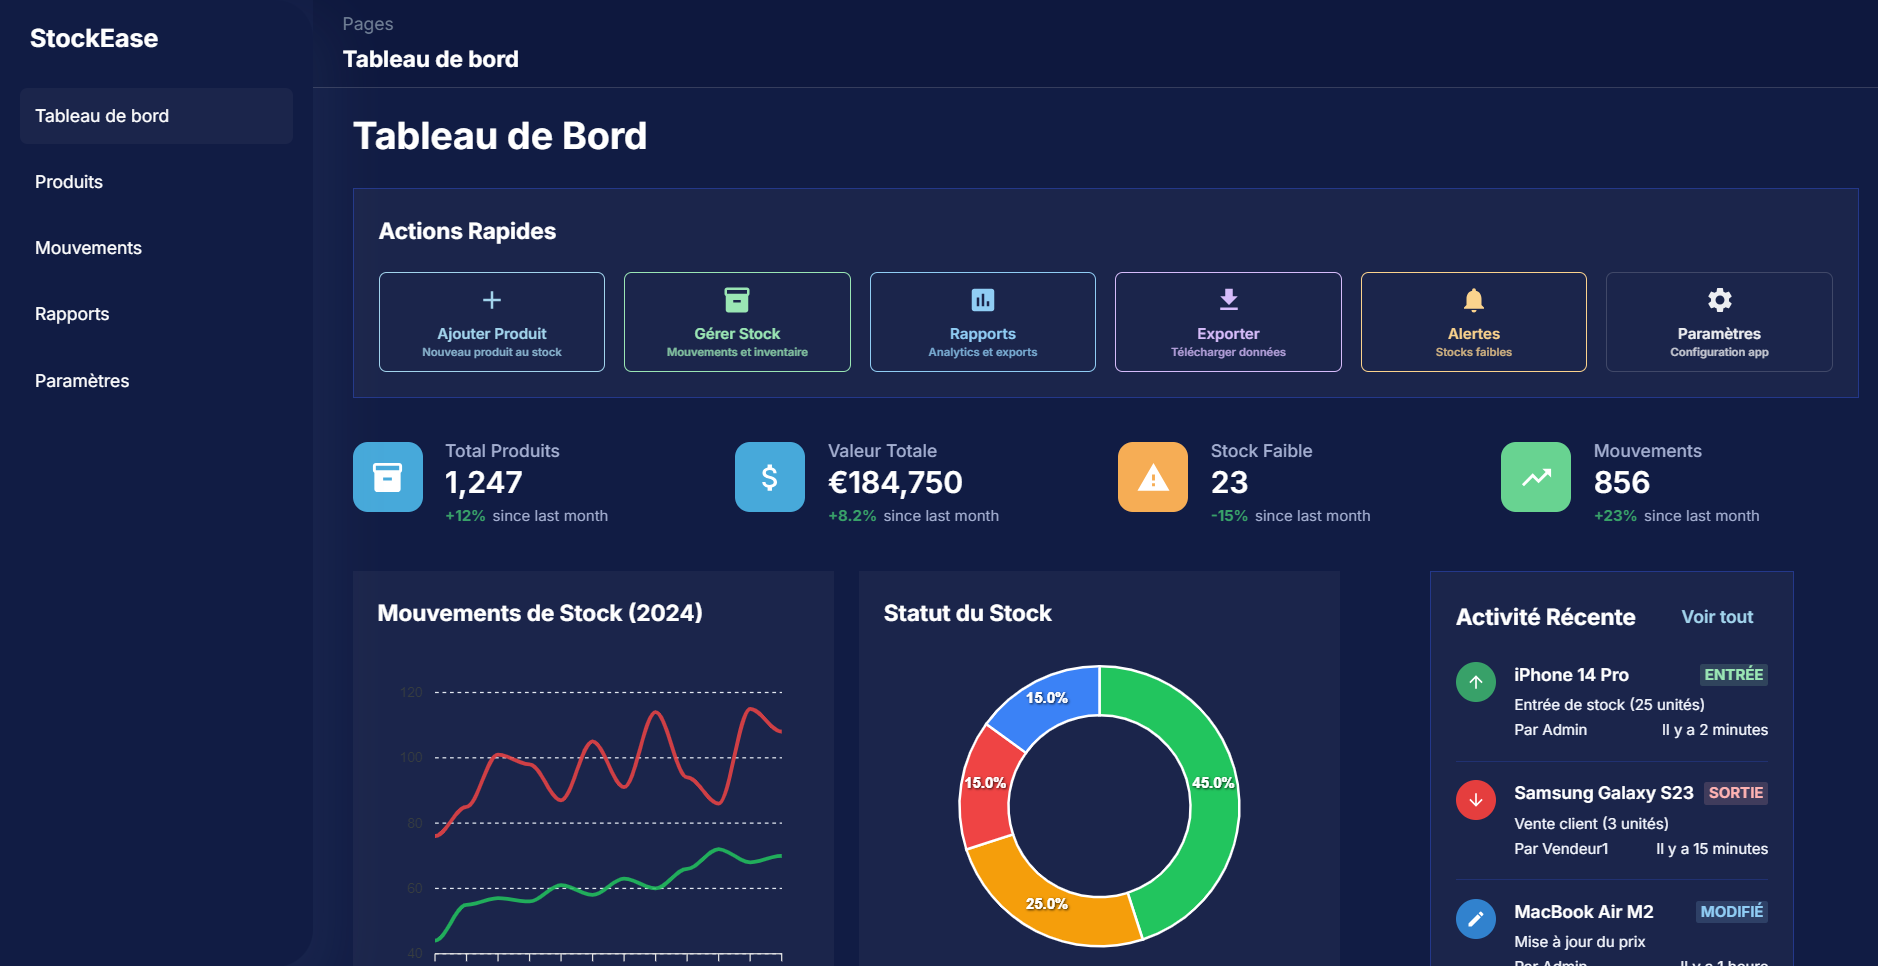 StockEase
Tableau de bord
Produits
Mouvements
Rapports
Paramètres
Pages
Tableau de bord
Tableau de Bord
Actions Rapides
Ajouter Produit
Nouveau produit au stock
Gérer Stock
Mouvements et inventaire
Rapports
Analytics et exports
Exporter
Télécharger données
Alertes
Stocks faibles
Paramètres
Configuration app
Total Produits
1,247
+12% since last month
Valeur Totale
€184,750
+8.2% since last month
Stock Faible
23
-15% since last month
Mouvements
856
+23% since last month
Mouvements de Stock (2024)
120
100
80
60
40
Statut du Stock
15.0%
15.0%
45.0%
25.0%
Activité Récente Voir tout
iPhone 14 Pro ENTRÉE
Entrée de stock (25 unités)
Par Admin Il y a 2 minutes
Samsung Galaxy S23 SORTIE
Vente client (3 unités)
Par Vendeur1 Il y a 15 minutes
MacBook Air M2 MODIFIÉ
Mise à jour du prix
Par Admin Il y a 1 heure